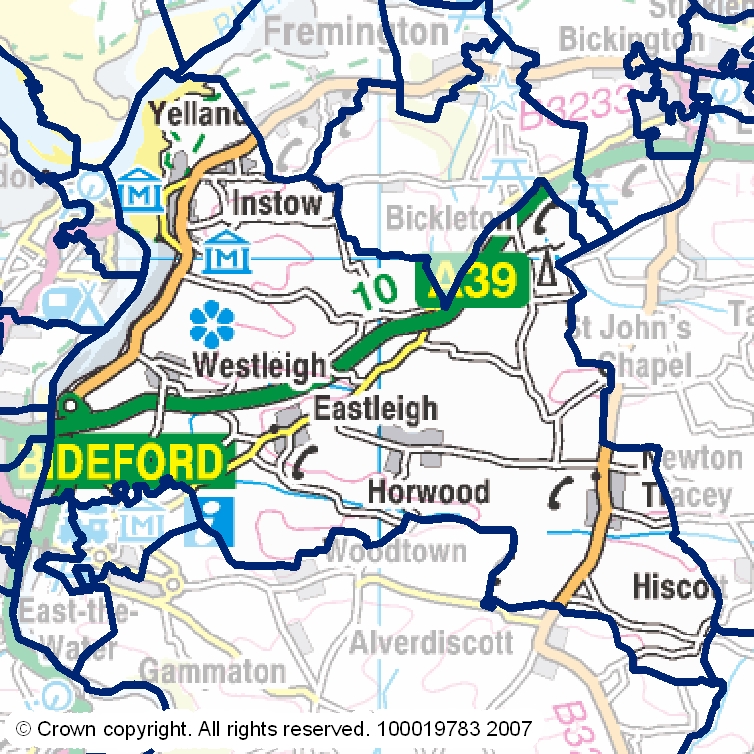 RIVER
Fremington
Bickington
Yelland
B3233
Instow
Bickleton
A39
10
St John's
Chapel
Westleigh
Eastleigh
BIDEFORD
Newton
Tracey
Horwood
Woodtown
Hiscott
East-the-
Water
Alverdiscott
Gammaton
© Crown copyright. All rights reserved. 100019783 2007